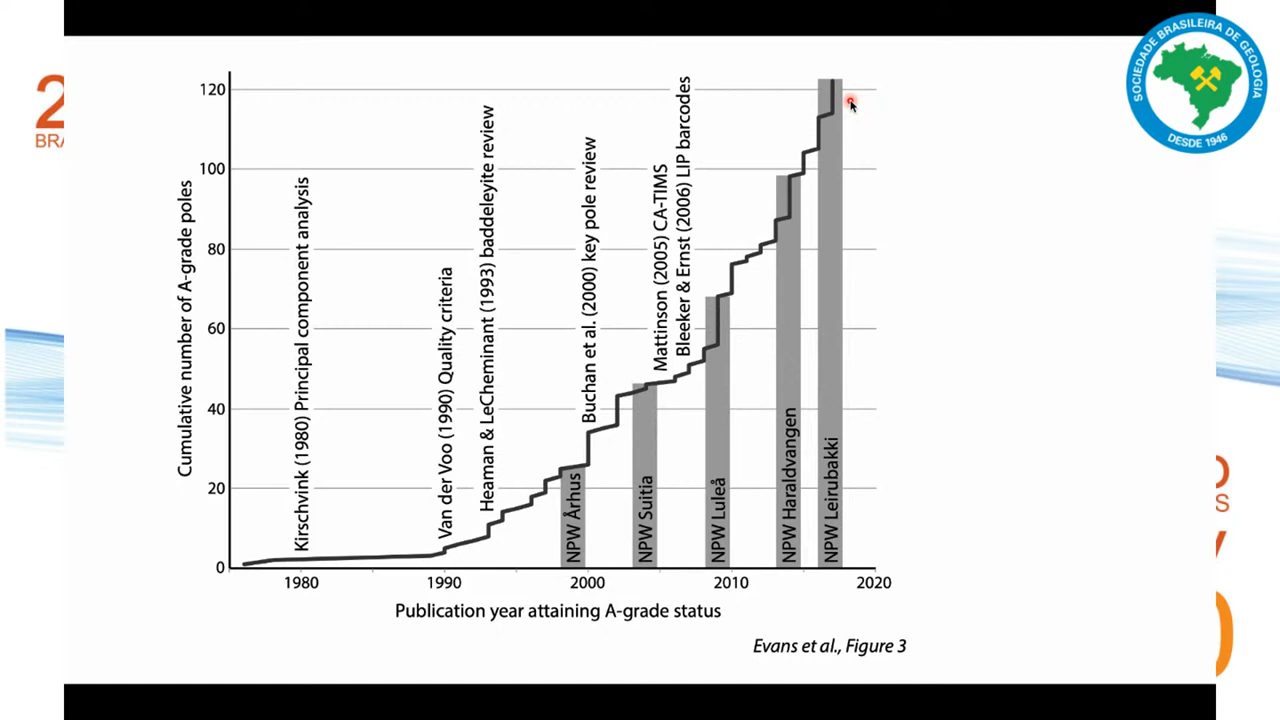 SOCIEDADE BRASILEIRA DE GEOLOGIA
DESDE 1946
2
BRA
120
100
80
60
40
20
0
Cumulative number of A-grade poles
Kirschvink (1980) Principal component analysis
Van der Voo (1990) Quality criteria
Heaman & LeCheminant (1993) baddeleyite review
Buchan et al. (2000) key pole review
Mattinson (2005) CA-TIMS
Bleeker & Ernst (2006) LIP barcodes
NPW Århus
NPW Suitia
NPW Luleå
NPW Haraldvangen
NPW Leirubakki
1980
1990
2000
2010
2020
Publication year attaining A-grade status
Evans et al., Figure 3